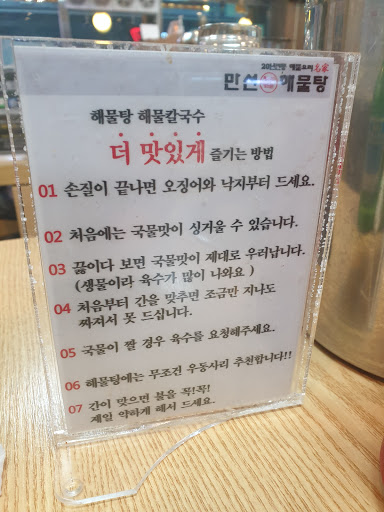 만선 해물탕
해물탕 해물칼국수
더 맛있게 즐기는 방법
01 손질이 끝나면 오징어와 낙지부터 드세요.
02 처음에는 국물맛이 싱거울 수 있습니다.
03 끓이다 보면 국물맛이 제대로 우러납니다.
(생물이라 육수가 많이 나와요 )
04 처음부터 간을 맞추면 조금만 지나도
짜져서 못 드십니다.
05 국물이 짤 경우 육수를 요청해주세요.
06 해물탕에는 무조건 우동사리 추천합니다!!
07 간이 맞으면 불을 꼭!꼭!
제일 약하게 해서 드세요.